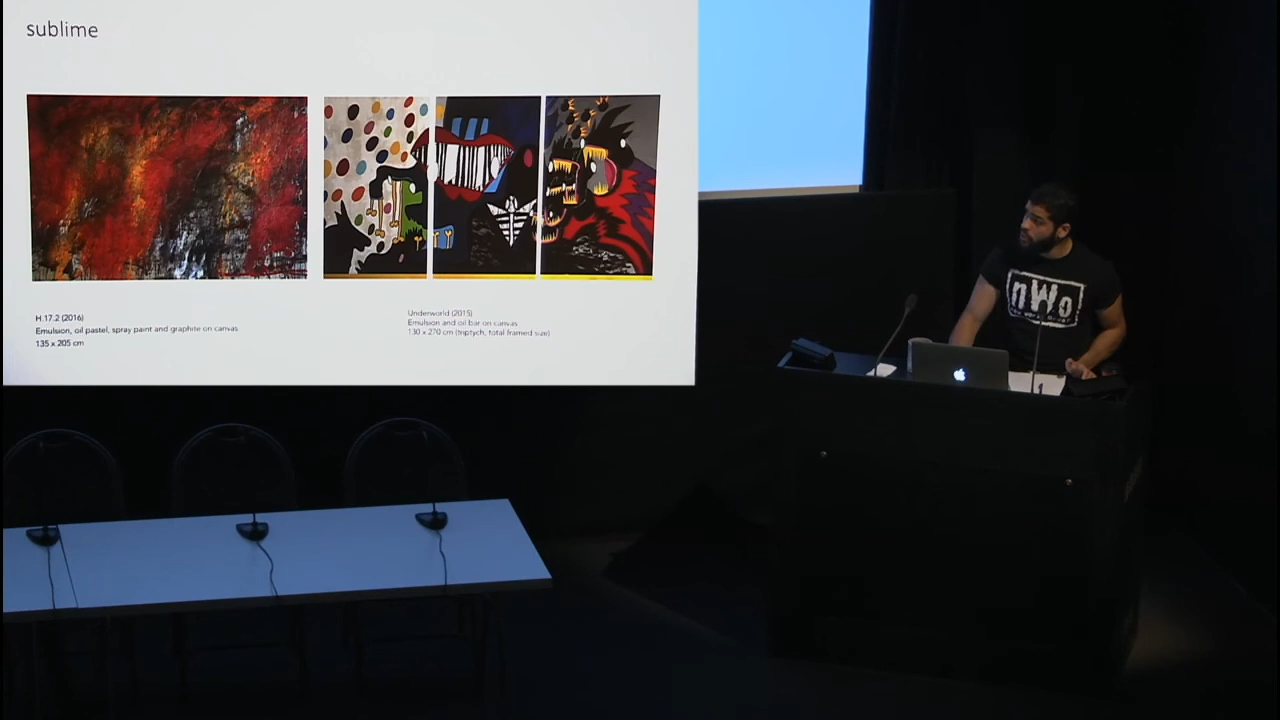 sublime
H.17.2 (2016)
Emulsion, oil pastel, spray paint and graphite on canvas
135 x 205 cm
Underworld (2015)
Emulsion and oil bar on canvas
130 x 270 cm (triptych, total framed size)
nWo